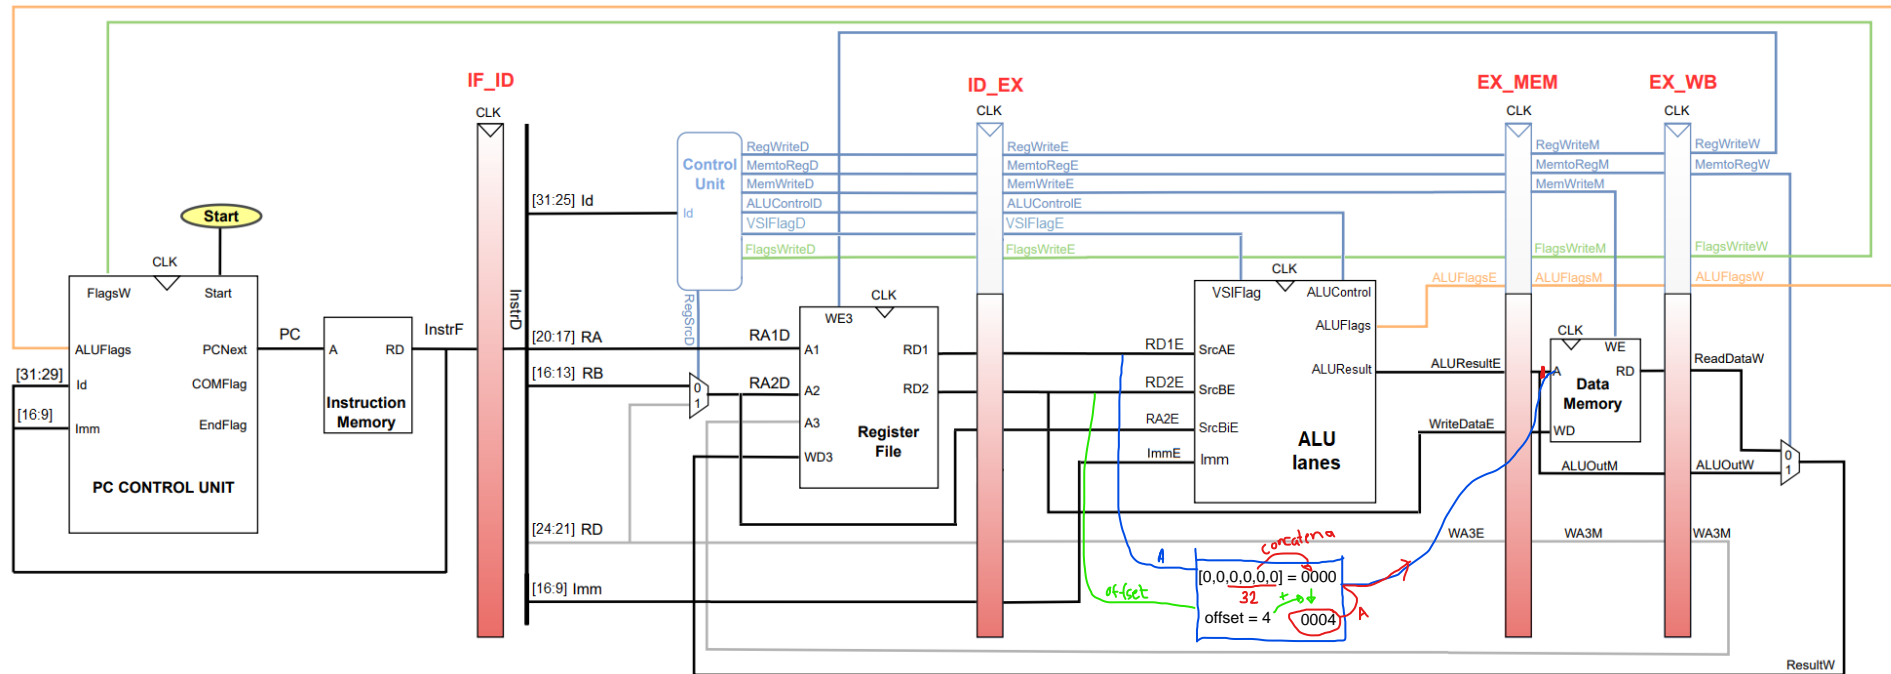 IF_ID
CLK
ID_EX
CLK
EX_MEM
CLK
EX_WB
CLK
Control
Unit
Id
RegWriteD
MemtoRegD
MemWriteD
ALUControlD
VSIFlagD
FlagsWriteD
RegSrcD
RegWriteE
MemtoRegE
MemWriteE
ALUControlE
VSIFlagE
FlagsWriteE
RegWriteM
MemtoRegM
MemWriteM
FlagsWriteM
RegWriteW
MemtoRegW
FlagsWriteW
ALUFlagsE
ALUFlagsM
ALUFlagsW
Start
CLK
FlagsW
Start
ALUFlags
PCNext
Id
COMFlag
Imm
EndFlag
PC CONTROL UNIT
[31:29]
[16:9]
PC
A
RD
Instruction
Memory
InstrF
InstrD
[31:25] Id
[20:17] RA
[16:13] RB
[24:21] RD
[16:9] Imm
0
1
RA1D
RA2D
CLK
WE3
A1
RD1
A2
RD2
A3
WD3
Register
File
RD1E
RD2E
RA2E
ImmE
CLK
VSIFlag
ALUControl
ALUFlags
SrcAE
ALUResult
SrcBE
SrcBiE
Imm
ALU
lanes
ALUResultE
WriteDataE
CLK
WE
A
RD
Data
Memory
WD
ReadDataW
ALUOutM
ALUOutW
0
1
WA3E
WA3M
WA3M
ResultW
concatena
A
[0,0,0,0,0,0] = 0000
32
+
offset
offset = 4
0004
A